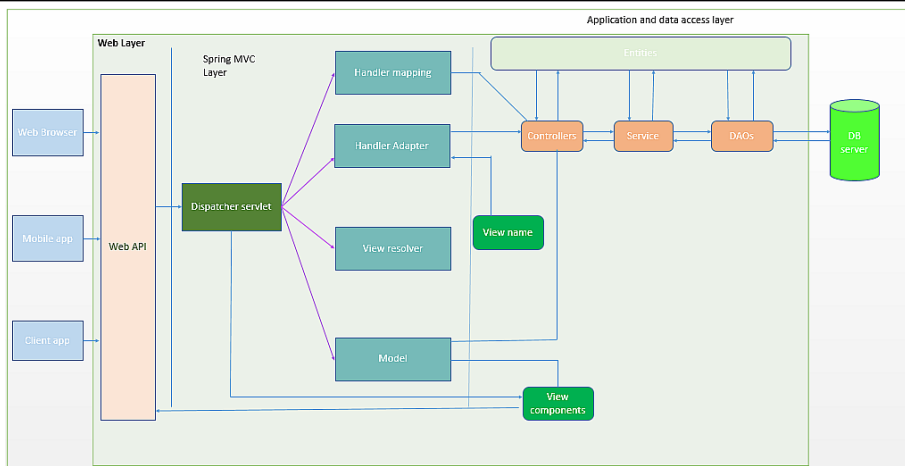 Application and data access layer
Web Layer
Spring MVC
Layer
Entities
Handler mapping
Web Browser
Handler Adapter
Controllers
Service
DAOs
DB
server
Dispatcher servlet
Mobile app
Web API
View resolver
View name
Client app
Model
View
components